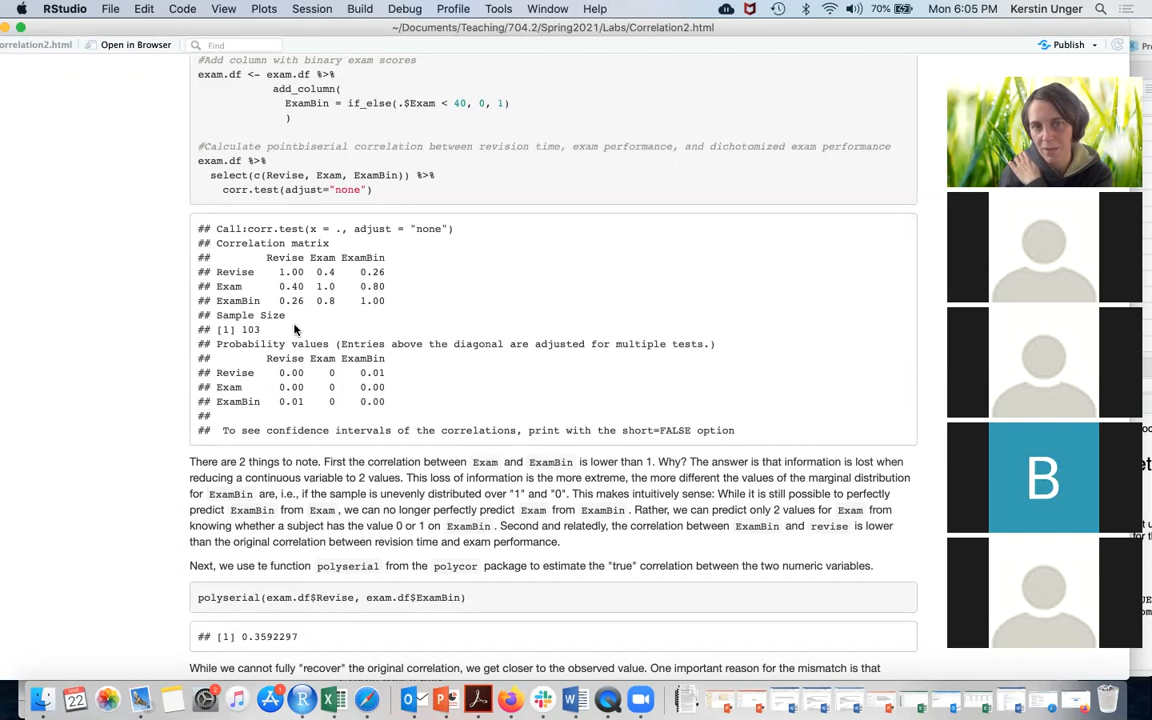 RStudio File Edit Code View Plots Session Build Debug Profile Tools Window Help 70% Mon 6:05 PM Kerstin Unger
~/Documents/Teaching/704.2/Spring2021/Labs/Correlation2.html
orrelation2.html Open in Browser Find Publish
#Add column with binary exam scores
exam.df <- exam.df %>%
add_column(
ExamBin = if_else(.$Exam < 40, 0, 1)
)
#Calculate pointbiserial correlation between revision time, exam performance, and dichotomized exam performance
exam.df %>%
select(c(Revise, Exam, ExamBin)) %>%
corr.test(adjust="none")
## Call:corr.test(x = ., adjust = "none")
## Correlation matrix
## Revise Exam ExamBin
## Revise 1.00 0.4 0.26
## Exam 0.40 1.0 0.80
## ExamBin 0.26 0.8 1.00
## Sample Size
## [1] 103
## Probability values (Entries above the diagonal are adjusted for multiple tests.)
## Revise Exam ExamBin
## Revise 0.00 0 0.01
## Exam 0.00 0 0.00
## ExamBin 0.01 0 0.00
##
## To see confidence intervals of the correlations, print with the short=FALSE option
There are 2 things to note. First the correlation between Exam and ExamBin is lower than 1. Why? The answer is that information is lost when
reducing a continuous variable to 2 values. This loss of information is the more extreme, the more different the values of the marginal distribution
for ExamBin are, i.e., if the sample is unevenly distributed over "1" and "0". This makes intuitively sense: While it is still possible to perfectly
predict ExamBin from Exam, we can no longer perfectly predict Exam from ExamBin. Rather, we can predict only 2 values for Exam from
knowing whether a subject has the value 0 or 1 on ExamBin. Second and relatedly, the correlation between ExamBin and revise is lower
than the original correlation between revision time and exam performance.
Next, we use te function polyserial from the polycor package to estimate the "true" correlation between the two numeric variables.
polyserial(exam.df$Revise, exam.df$ExamBin)
## [1] 0.3592297
While we cannot fully "recover" the original correlation, we get closer to the observed value. One important reason for the mismatch is that
B
22